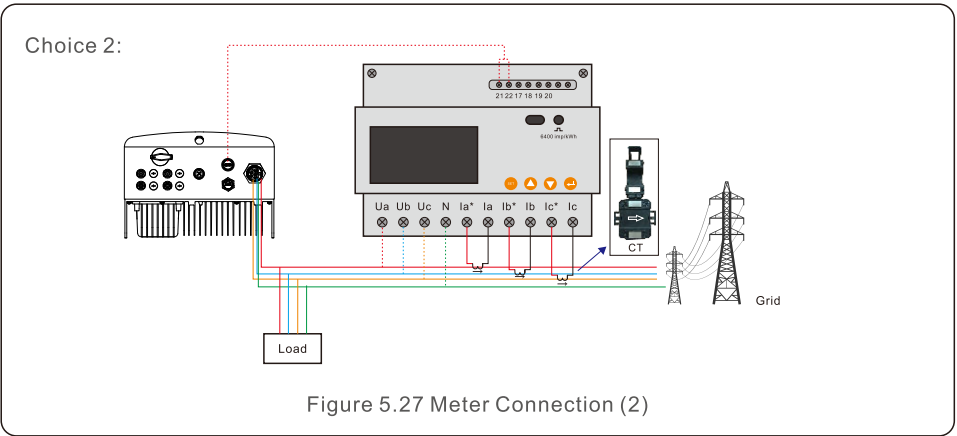 Choice 2:
21 22 17 18 19 20
6400 imp/kWh
Ua Ub Uc N Ia* Ia Ib* Ib Ic* Ic
CT
Grid
Load
Figure 5.27 Meter Connection (2)